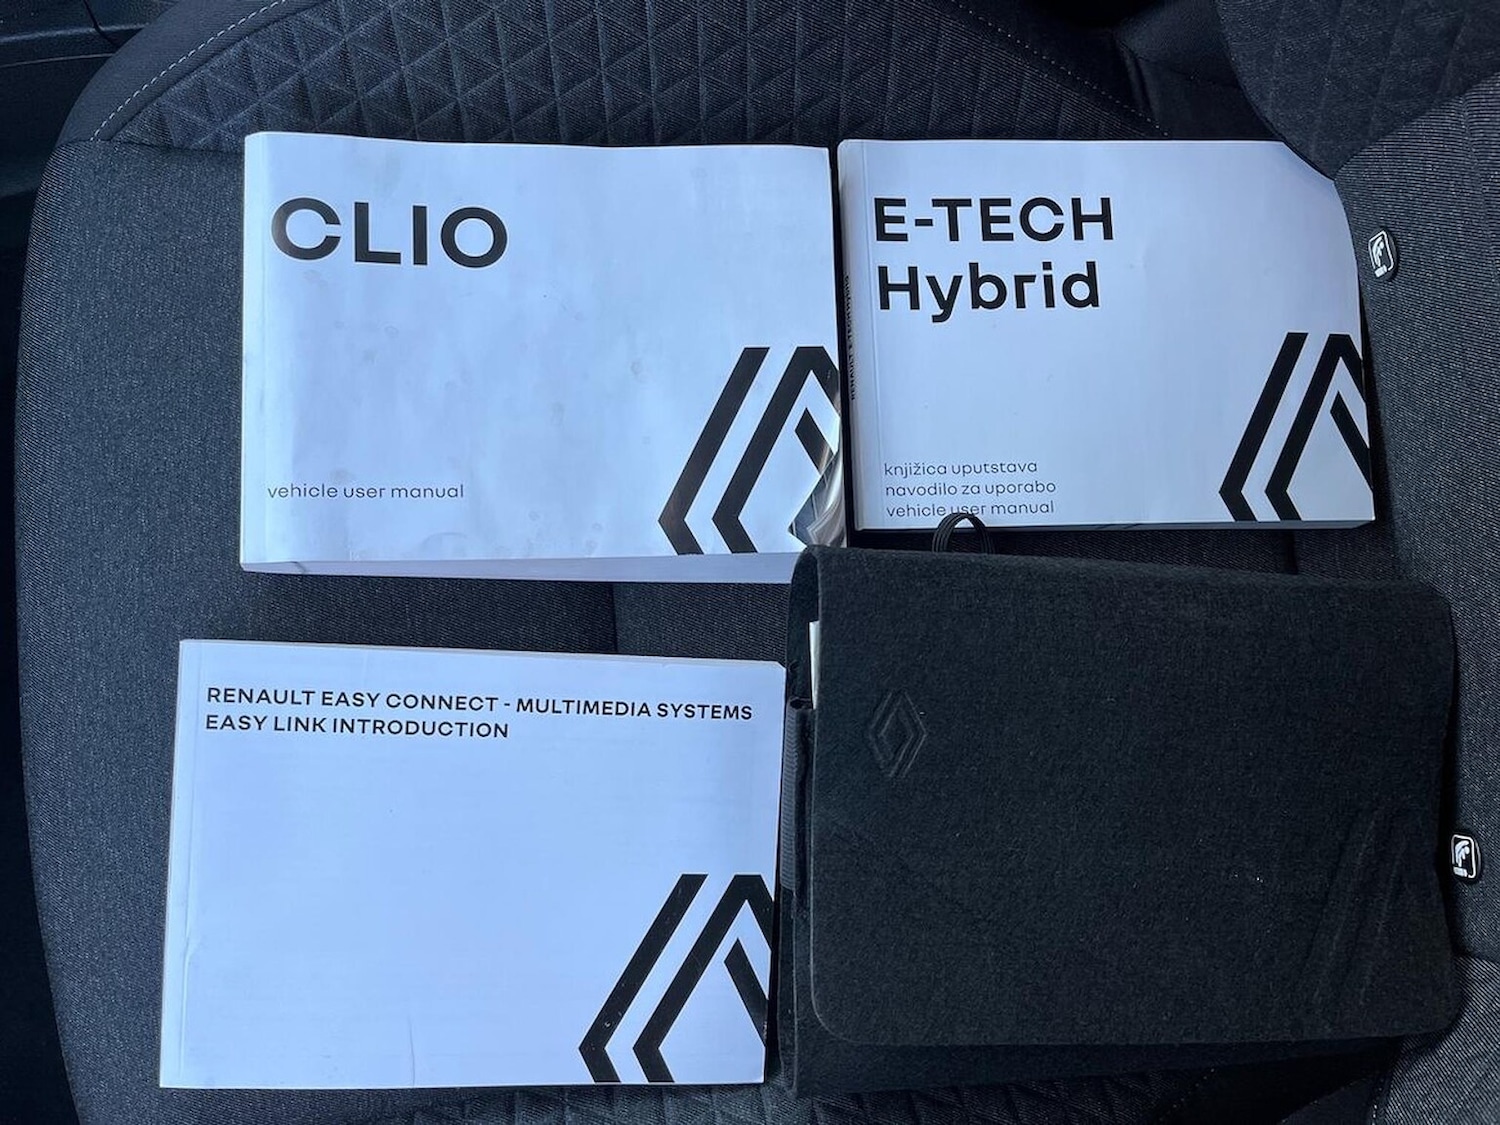 CLIO
vehicle user manual
E-TECH
Hybrid
knjižica uputstava
navodilo za uporabo
vehicle user manual
RENAULT EASY CONNECT - MULTIMEDIA SYSTEMS
EASY LINK INTRODUCTION